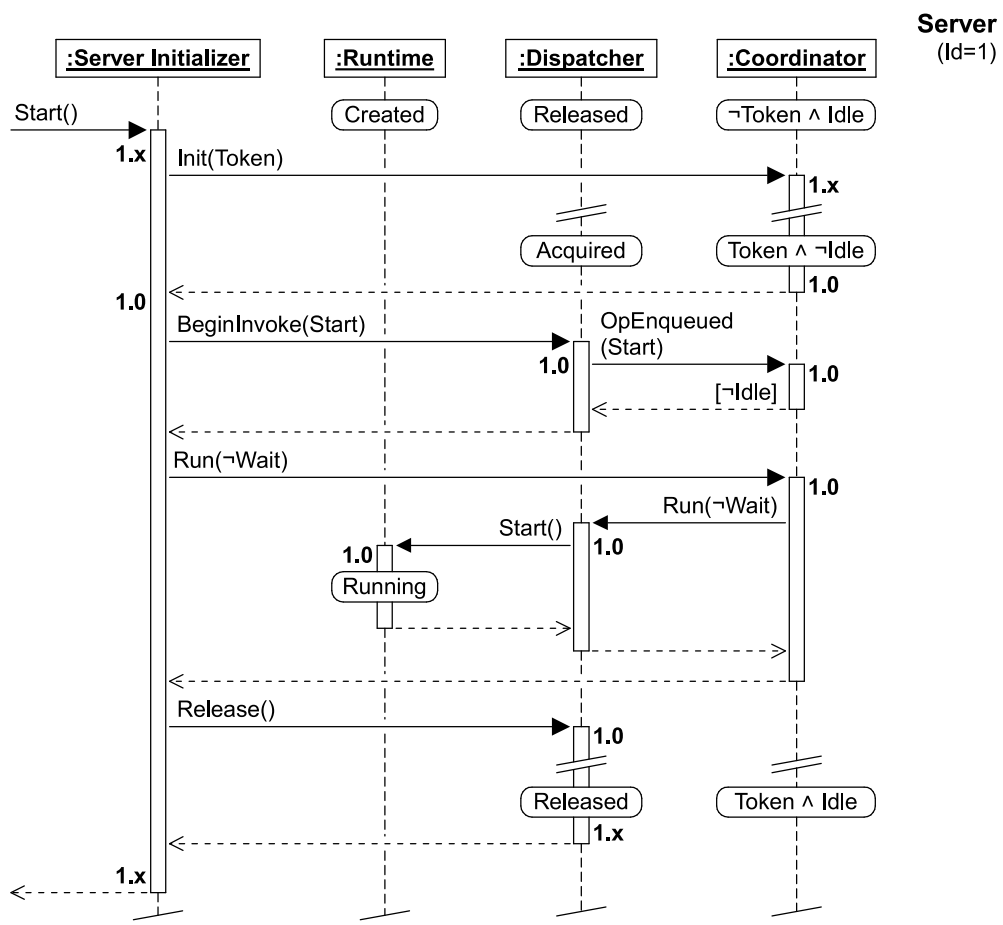 Server
(Id=1)
:Server Initializer
:Runtime
:Dispatcher
:Coordinator
Start()
Created
Released
¬Token ∧ Idle
1.x
Init(Token)
1.x
Acquired
Token ∧ ¬Idle
1.0
1.0
BeginInvoke(Start)
OpEnqueued
(Start)
1.0
1.0
[¬Idle]
Run(¬Wait)
1.0
Run(¬Wait)
Start()
1.0
1.0
Running
Release()
1.0
Released
Token ∧ Idle
1.x
1.x